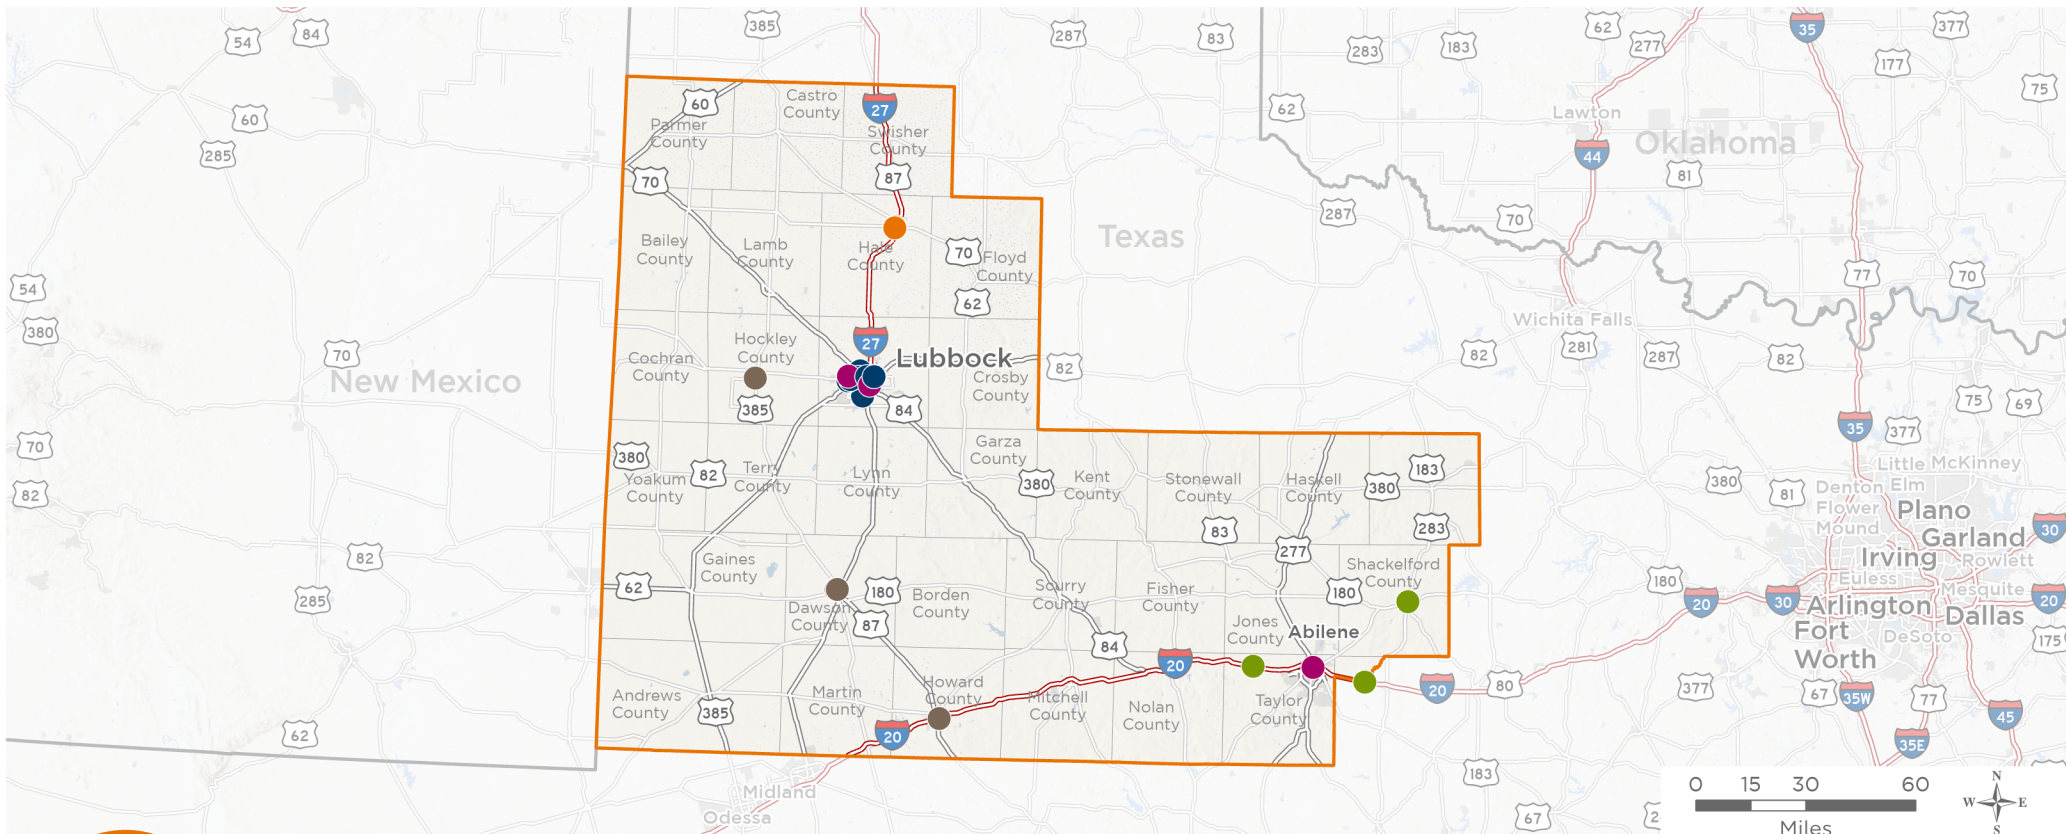 385
54
84
287
83
62
277
35
377
283
183
177
75
60
27
Castro
County
60
62
Lawton
Parmer
County
Swisher
County
Oklahoma
285
44
70
87
81
287
70
Texas
Bailey
County
Lamb
County
Hale
County
70
Floyd
County
77
70
54
62
380
27
Wichita Falls
Hockley
County
Lubbock
281
287
82
82
70
New Mexico
Cochran
County
82
Crosby
County
385
84
75
69
35
377
70
Garza
County
380
82
Terry
County
Yoakum
County
Lynn
County
380
Kent
County
Stonewall
County
Haskell
County
380
183
Little
Elm
McKinney
380
81
Denton
Flower
Mound
82
Plano
83
283
30
Garland
82
Gaines
County
277
Irving
Rowlett
Shackelford
County
62
180
180
180
Euless
285
Borden
County
Scurry
County
Fisher
County
20
30
Mesquite
20
Arlington
Dallas
Dawson
County
87
Jones
County
Abilene
Fort
Worth
DeSoto
175
84
20
Andrews
County
Martin
County
Howard
County
Mitchell
County
Nolan
County
Taylor
County
20
80
377
67
35W
77
45
385
62
20
35E
183
Midland
Odessa
67
2
0
15
30
60
Miles
N
W
E
S